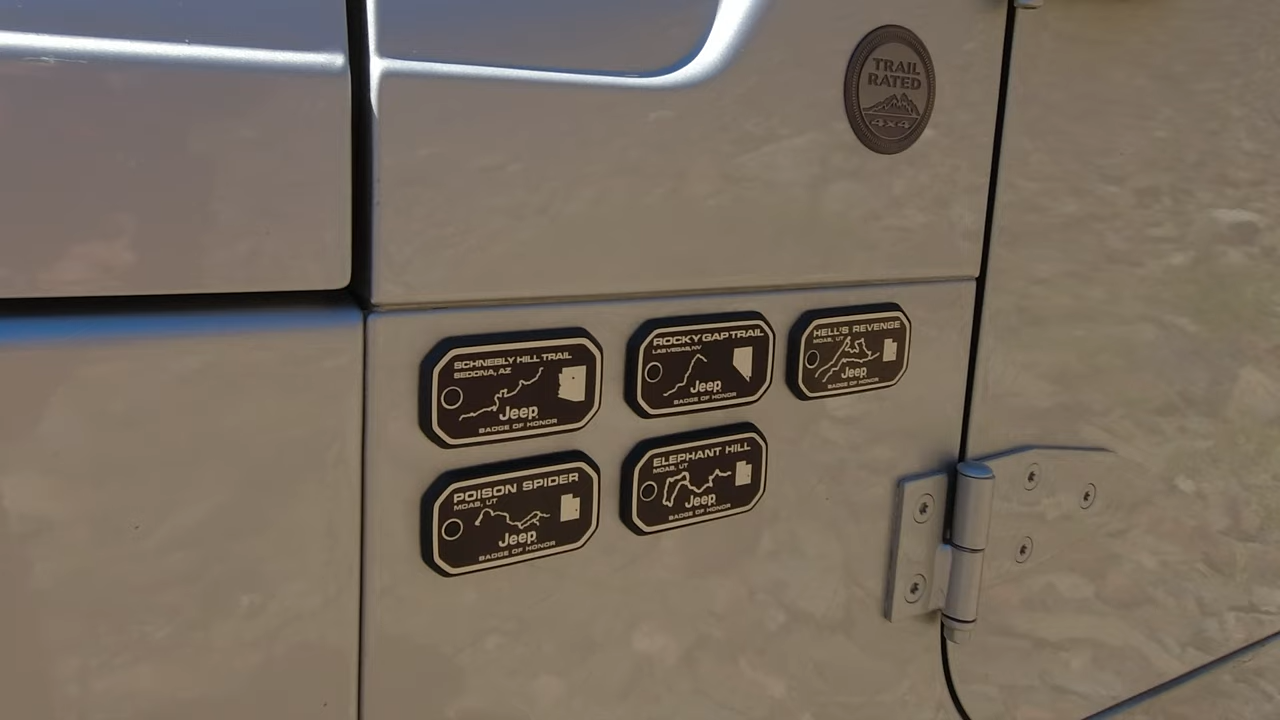 TRAIL
RATED
4x4
SCHNEBLY HILL TRAIL
SEDONA, AZ
Jeep
BADGE OF HONOR
ROCKY GAP TRAIL
LAS VEGAS, NV
Jeep
BADGE OF HONOR
HELL'S REVENGE
MOAB, UT
Jeep
BADGE OF HONOR
POISON SPIDER
MOAB, UT
Jeep
BADGE OF HONOR
ELEPHANT HILL
MOAB, UT
Jeep
BADGE OF HONOR